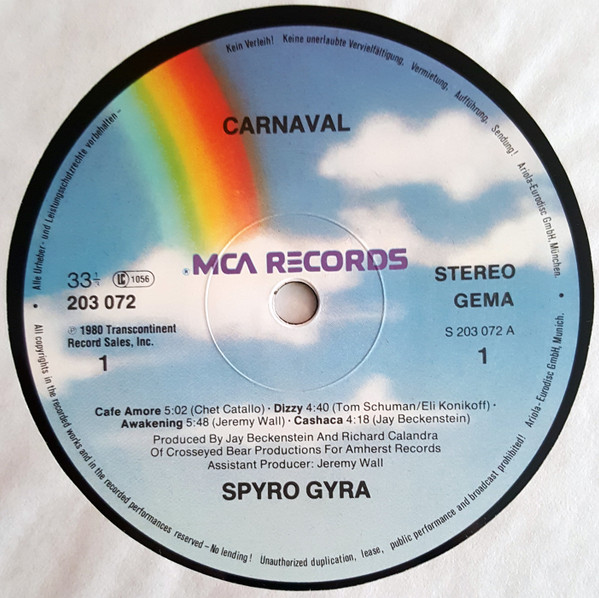 Alle Urheber- und Leistungsschutzrechte vorbehalten – Kein Verleih! Keine unerlaubte Vervielfältigung, Vermietung, Aufführung, Sendung! Ariola-Eurodisc GmbH, München.
CARNAVAL
MCA RECORDS
®
33⅓
LC 1056
203 072
℗ 1980 Transcontinent
Record Sales, Inc.
1
STEREO
GEMA
S 203 072 A
1
Cafe Amore 5:02 (Chet Catallo) · Dizzy 4:40 (Tom Schuman/Eli Konikoff) ·
Awakening 5:48 (Jeremy Wall) · Cashaca 4:18 (Jay Beckenstein)
Produced By Jay Beckenstein And Richard Calandra
Of Crosseyed Bear Productions For Amherst Records
Assistant Producer: Jeremy Wall
SPYRO GYRA
All copyrights in the recorded works and in the recorded performances reserved – No lending! Unauthorized duplication, lease, public performance and broadcast prohibited! Ariola-Eurodisc GmbH, Munich.